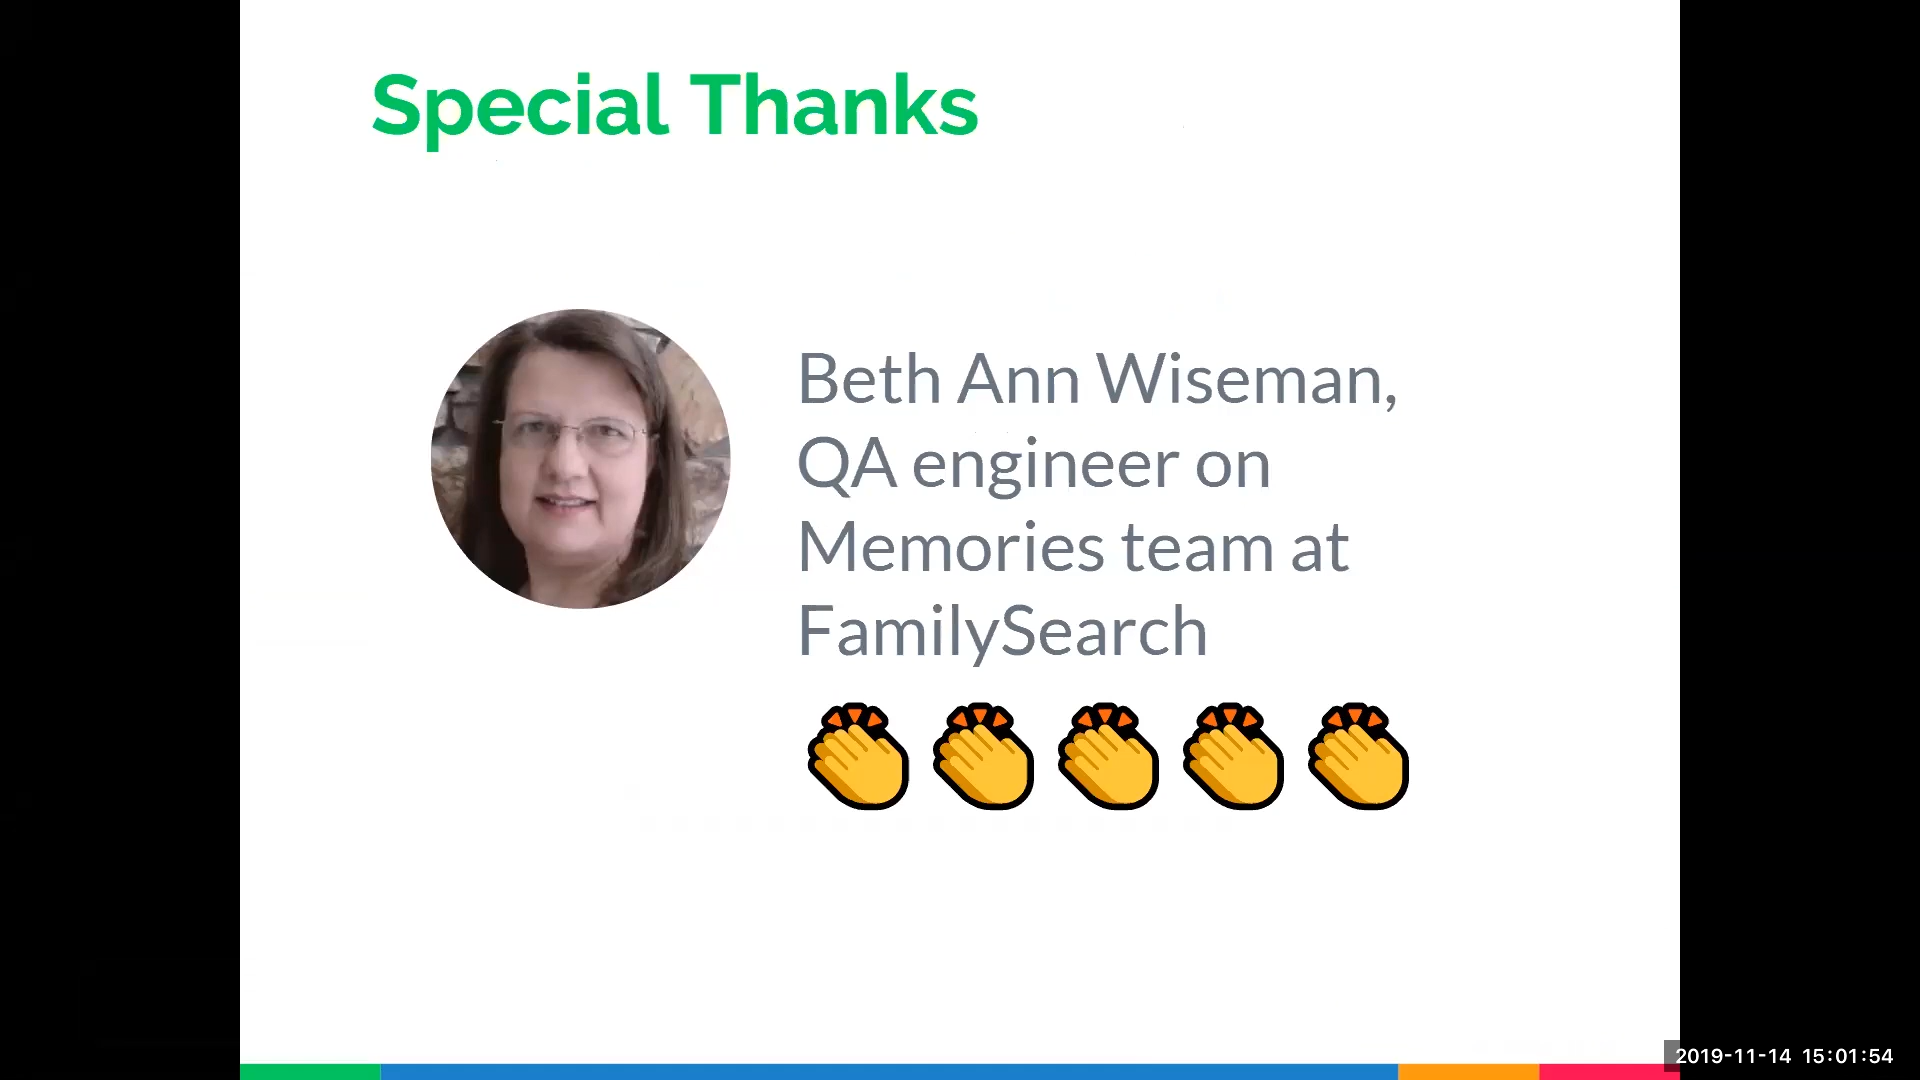 Special Thanks
Beth Ann Wiseman,
QA engineer on
Memories team at
FamilySearch
2019-11-14 15:01:54